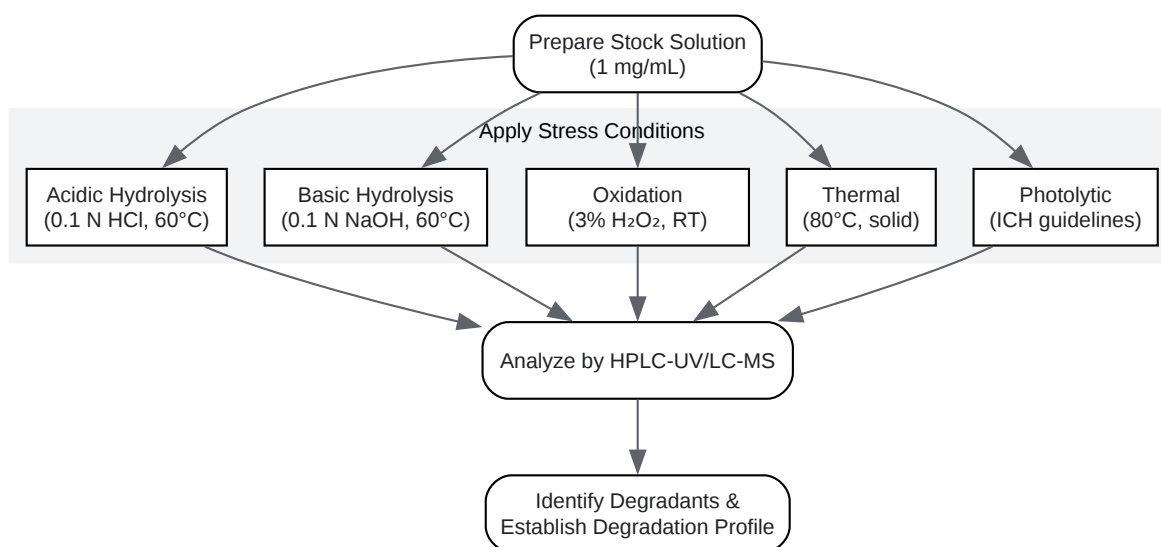 Prepare Stock Solution
(1 mg/mL)
Apply Stress Conditions
Acidic Hydrolysis
(0.1 N HCl, 60°C)
Basic Hydrolysis
(0.1 N NaOH, 60°C)
Oxidation
(3% H₂O₂, RT)
Thermal
(80°C, solid)
Photolytic
(ICH guidelines)
Analyze by HPLC-UV/LC-MS
Identify Degradants &
Establish Degradation Profile